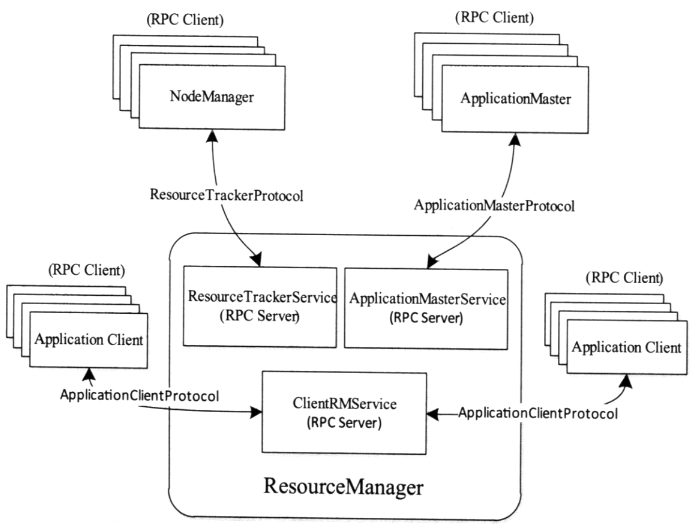 (RPC Client)
(RPC Client)
NodeManager
ApplicationMaster
ResourceTrackerProtocol
ApplicationMasterProtocol
(RPC Client)
(RPC Client)
ResourceTrackerService
(RPC Server)
ApplicationMasterService
(RPC Server)
Application Client
Application Client
ApplicationClientProtocol
ClientRMService
(RPC Server)
ApplicationClientProtocol
ResourceManager